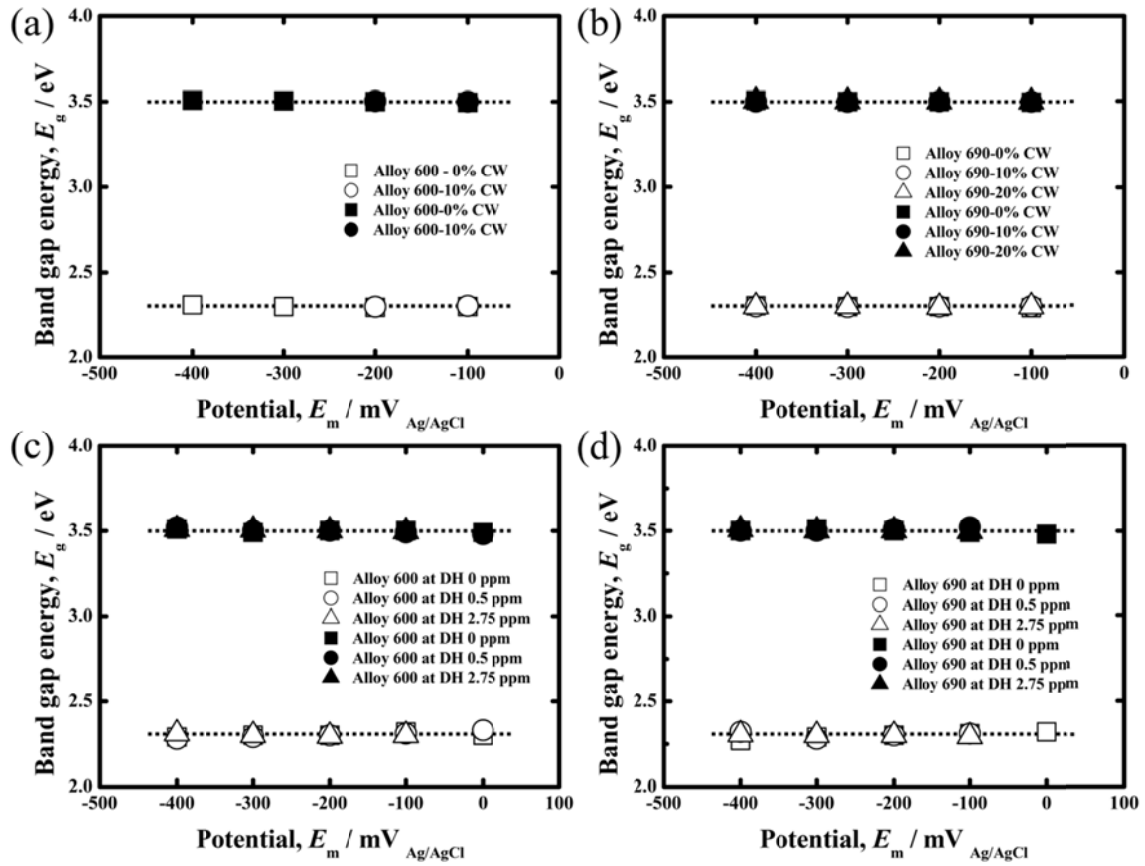 (a)
4.0
3.5
3.0
2.5
2.0
Band gap energy, E_g / eV
Alloy 600 - 0% CW
Alloy 600-10% CW
Alloy 600-0% CW
Alloy 600-10% CW
-500 -400 -300 -200 -100 0
Potential, E_m / mV Ag/AgCl
(b)
4.0
3.5
3.0
2.5
2.0
Band gap energy, E_g / eV
Alloy 690-0% CW
Alloy 690-10% CW
Alloy 690-20% CW
Alloy 690-0% CW
Alloy 690-10% CW
Alloy 690-20% CW
-500 -400 -300 -200 -100 0
Potential, E_m / mV Ag/AgCl
(c)
4.0
3.5
3.0
2.5
2.0
Band gap energy, E_g / eV
Alloy 600 at DH 0 ppm
Alloy 600 at DH 0.5 ppm
Alloy 600 at DH 2.75 ppm
Alloy 600 at DH 0 ppm
Alloy 600 at DH 0.5 ppm
Alloy 600 at DH 2.75 ppm
-500 -400 -300 -200 -100 0 100
Potential, E_m / mV Ag/AgCl
(d)
4.0
3.5
3.0
2.5
2.0
Band gap energy, E_g / eV
Alloy 690 at DH 0 ppm
Alloy 690 at DH 0.5 ppm
Alloy 690 at DH 2.75 ppm
Alloy 690 at DH 0 ppm
Alloy 690 at DH 0.5 ppm
Alloy 690 at DH 2.75 ppm
-500 -400 -300 -200 -100 0 100
Potential, E_m / mV Ag/AgCl